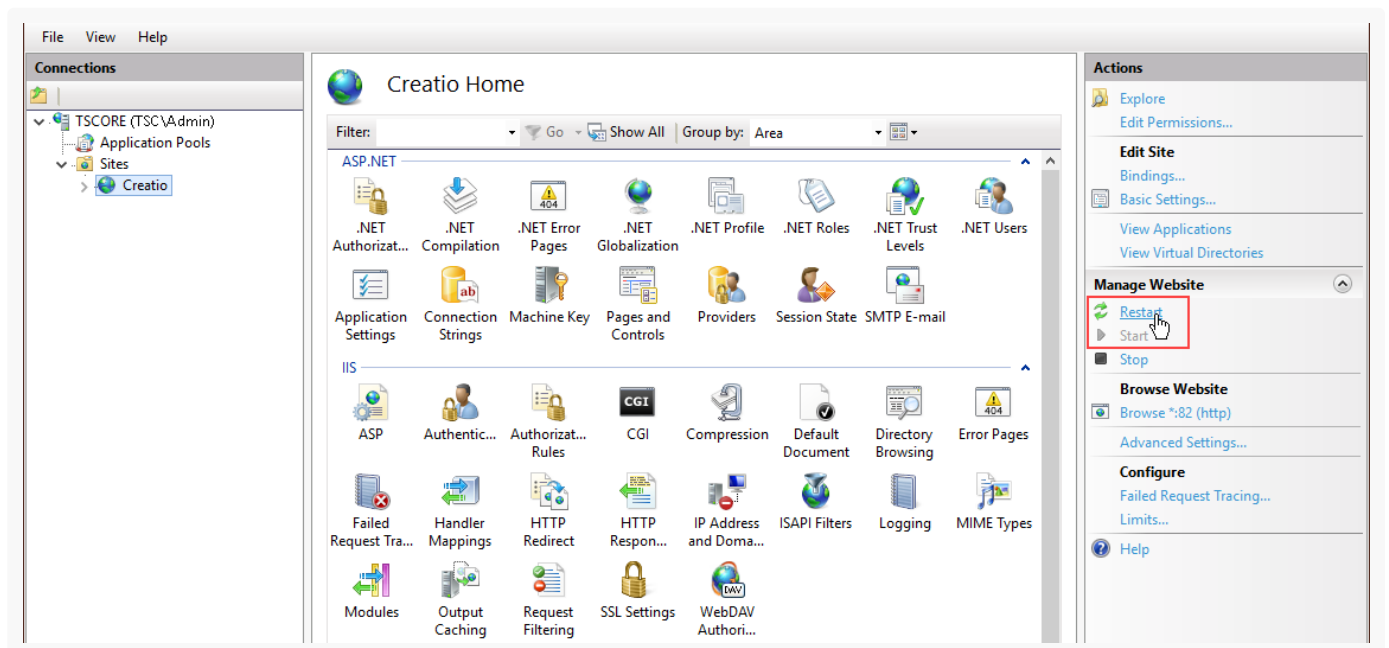 File View Help
Connections
TSCORE (TSC\Admin)
Application Pools
Sites
Creatio
Creatio Home
Filter: Go Show All Group by: Area
ASP.NET
.NET Authorizat...
.NET Compilation
404
.NET Error Pages
.NET Globalization
.NET Profile
.NET Roles
.NET Trust Levels
.NET Users
Application Settings
ab
Connection Strings
Machine Key
Pages and Controls
Providers
Session State
SMTP E-mail
IIS
ASP
Authentic...
Authorizat... Rules
CGI
CGI
Compression
Default Document
Directory Browsing
404
Error Pages
Failed Request Tra...
Handler Mappings
HTTP Redirect
HTTP Respon...
IP Address and Doma...
ISAPI Filters
Logging
MIME Types
Modules
Output Caching
Request Filtering
SSL Settings
DAV
WebDAV Authori...
Actions
Explore
Edit Permissions...
Edit Site
Bindings...
Basic Settings...
View Applications
View Virtual Directories
Manage Website
Restart
Start
Stop
Browse Website
Browse *:82 (http)
Advanced Settings...
Configure
Failed Request Tracing...
Limits...
Help